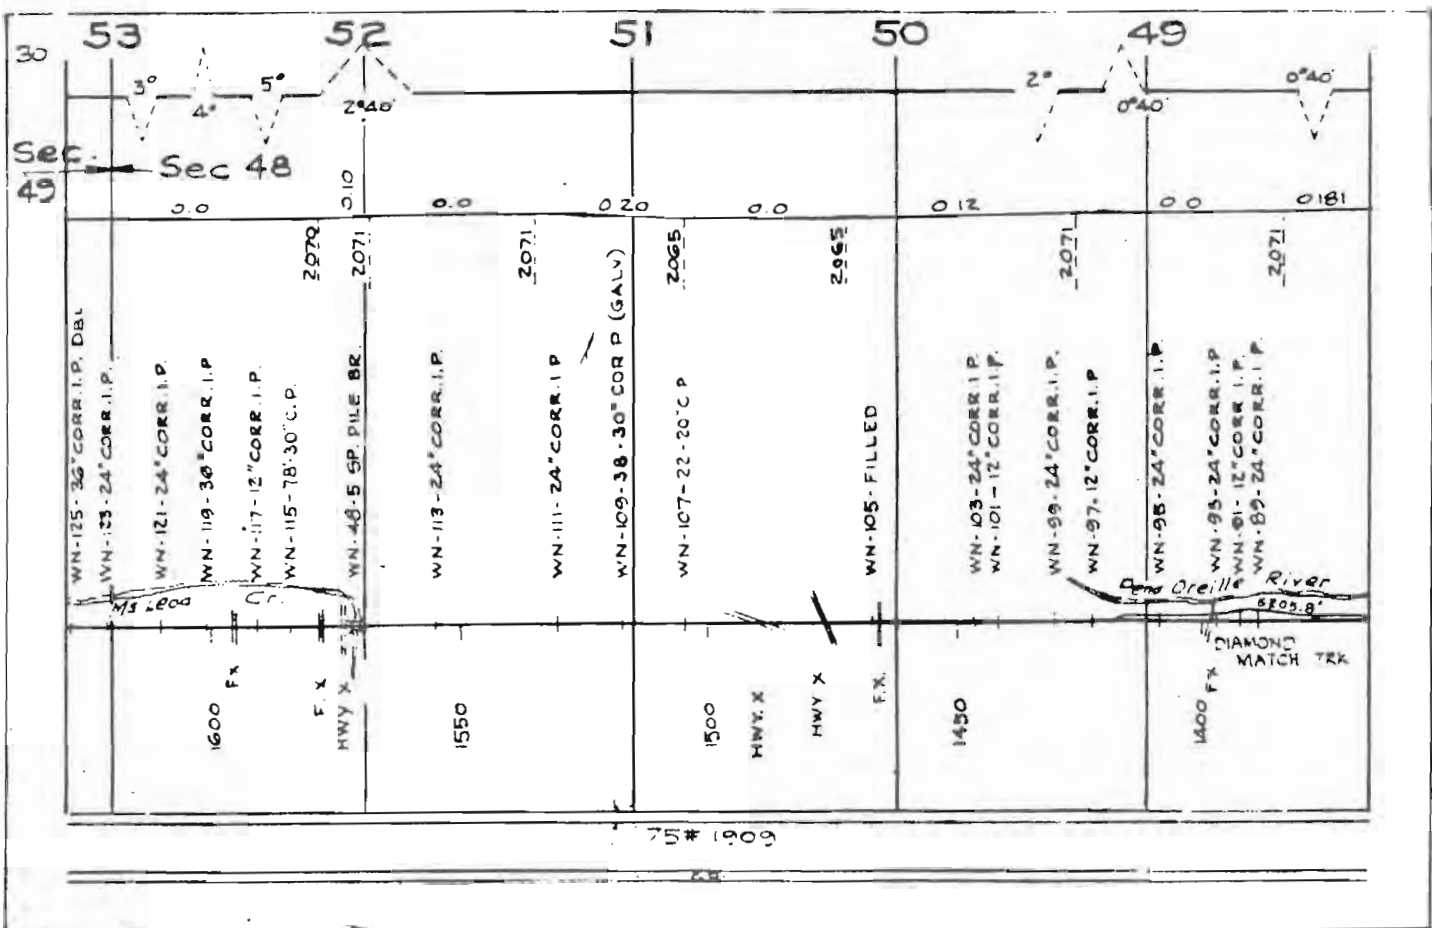 53 52 51 50 49
30
3° 4° 5° 2°40' 2° 0°40' 0°40'
Sec. 49
Sec 48
0.0 0.10 0.0 0.20 0.0 0.12 0.0 0.181
2070
2071
2071
2065
2065
2071
2071
WN-125-36"CORR.I.P. DBL
WN-123-24"CORR.I.P.
WN-121-24"CORR.I.P
WN-119-30"CORR.I.P
WN-117-12"CORR.I.P.
WN-115-78'30"C.P.
WN-48-5 SP. PILE BR.
WN-113-24"CORR.I.P.
WN-111-24"CORR.I P
WN-109-38-30"COR P (GALV)
WN-107-22-20"C P
WN-105-FILLED
WN-103-24"CORR.I P.
WN-101-12"CORR.I.P.
WN-99-24"CORR.I.P.
WN-97-12"CORR.I.P
WN-95-24"CORR.I.P.
WN-93-24"CORR.I.P
WN-91-12"CORR I.P.
WN-89-24"CORR.I P.
McLeod Cr.
Pend Oreille River
6205.8'
DIAMOND
MATCH TRK
F X
F. X
HWY X
HWY. X
HWY X
F.X.
F X
1600
1550
1500
1450
1400
75# 1909